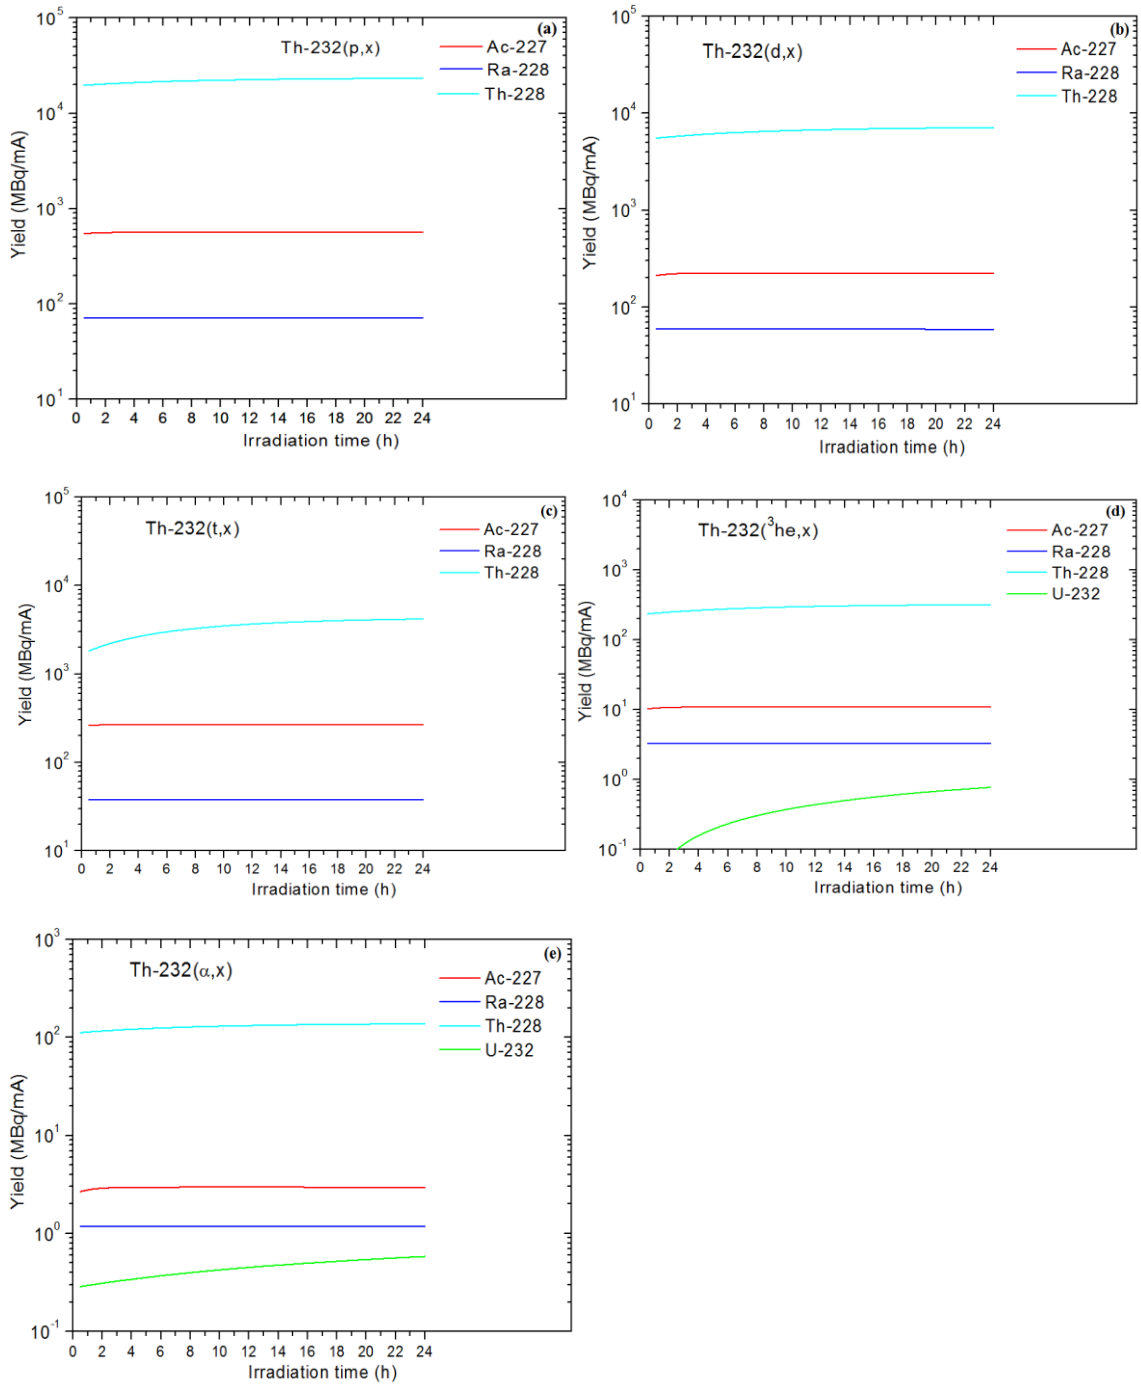 (a)
Th-232(p,x)
Ac-227
Ra-228
Th-228
Yield (MBq/mA)
10^5
10^4
10^3
10^2
10^1
0 2 4 6 8 10 12 14 16 18 20 22 24
Irradiation time (h)
(b)
Th-232(d,x)
Ac-227
Ra-228
Th-228
Yield (MBq/mA)
10^5
10^4
10^3
10^2
10^1
0 2 4 6 8 10 12 14 16 18 20 22 24
Irradiation time (h)
(c)
Th-232(t,x)
Ac-227
Ra-228
Th-228
Yield (MBq/mA)
10^5
10^4
10^3
10^2
10^1
0 2 4 6 8 10 12 14 16 18 20 22 24
Irradiation time (h)
(d)
Th-232(^3he,x)
Ac-227
Ra-228
Th-228
U-232
Yield (MBq/mA)
10^4
10^3
10^2
10^1
10^0
10^-1
0 2 4 6 8 10 12 14 16 18 20 22 24
Irradiation time (h)
(e)
Th-232(α,x)
Ac-227
Ra-228
Th-228
U-232
Yield (MBq/mA)
10^3
10^2
10^1
10^0
10^-1
0 2 4 6 8 10 12 14 16 18 20 22 24
Irradiation time (h)